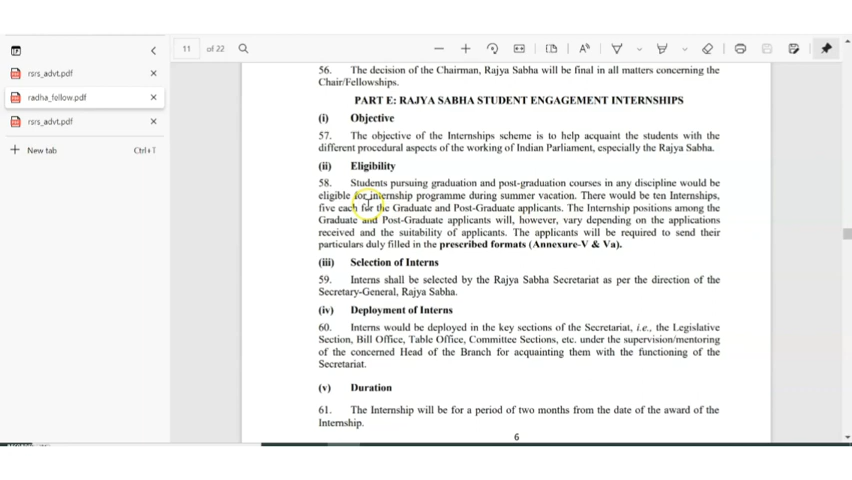 11 of 22
rsrs_advt.pdf
radha_fellow.pdf
rsrs_advt.pdf
New tab Ctrl+T
56. The decision of the Chairman, Rajya Sabha will be final in all matters concerning the
Chair/Fellowships.
PART E: RAJYA SABHA STUDENT ENGAGEMENT INTERNSHIPS
(i) Objective
57. The objective of the Internships scheme is to help acquaint the students with the
different procedural aspects of the working of Indian Parliament, especially the Rajya Sabha.
(ii) Eligibility
58. Students pursuing graduation and post-graduation courses in any discipline would be
eligible for internship programme during summer vacation. There would be ten Internships,
five each for the Graduate and Post-Graduate applicants. The Internship positions among the
Graduate and Post-Graduate applicants will, however, vary depending on the applications
received and the suitability of applicants. The applicants will be required to send their
particulars duly filled in the prescribed formats (Annexure-V & Va).
(iii) Selection of Interns
59. Interns shall be selected by the Rajya Sabha Secretariat as per the direction of the
Secretary-General, Rajya Sabha.
(iv) Deployment of Interns
60. Interns would be deployed in the key sections of the Secretariat, i.e., the Legislative
Section, Bill Office, Table Office, Committee Sections, etc. under the supervision/mentoring
of the concerned Head of the Branch for acquainting them with the functioning of the
Secretariat.
(v) Duration
61. The Internship will be for a period of two months from the date of the award of the
Internship.
6